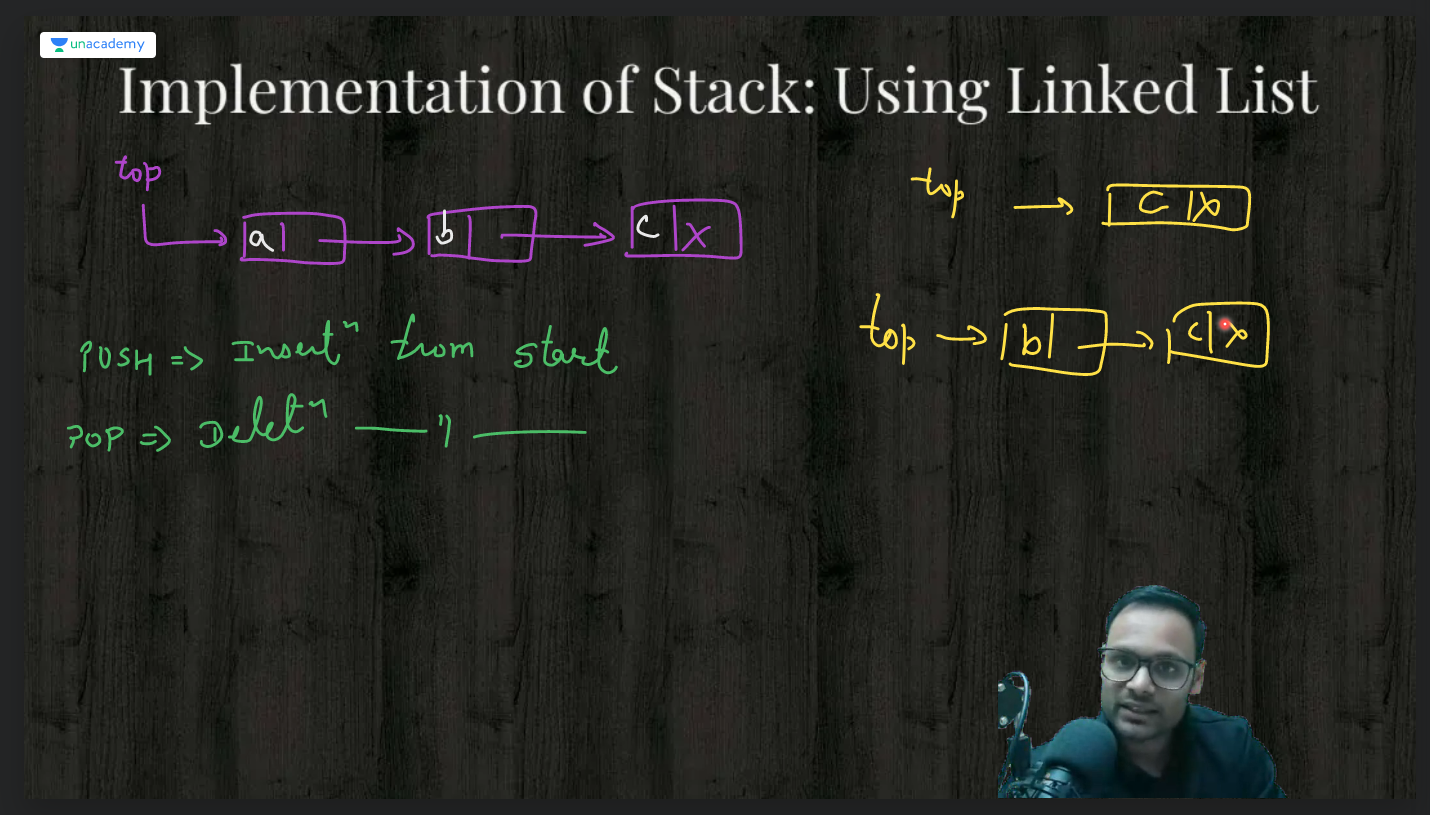 unacademy
Implementation of Stack: Using Linked List
top
a b c x
top c x
top b c x
PUSH => Insertⁿ from start
POP => Deletⁿ —— " ——